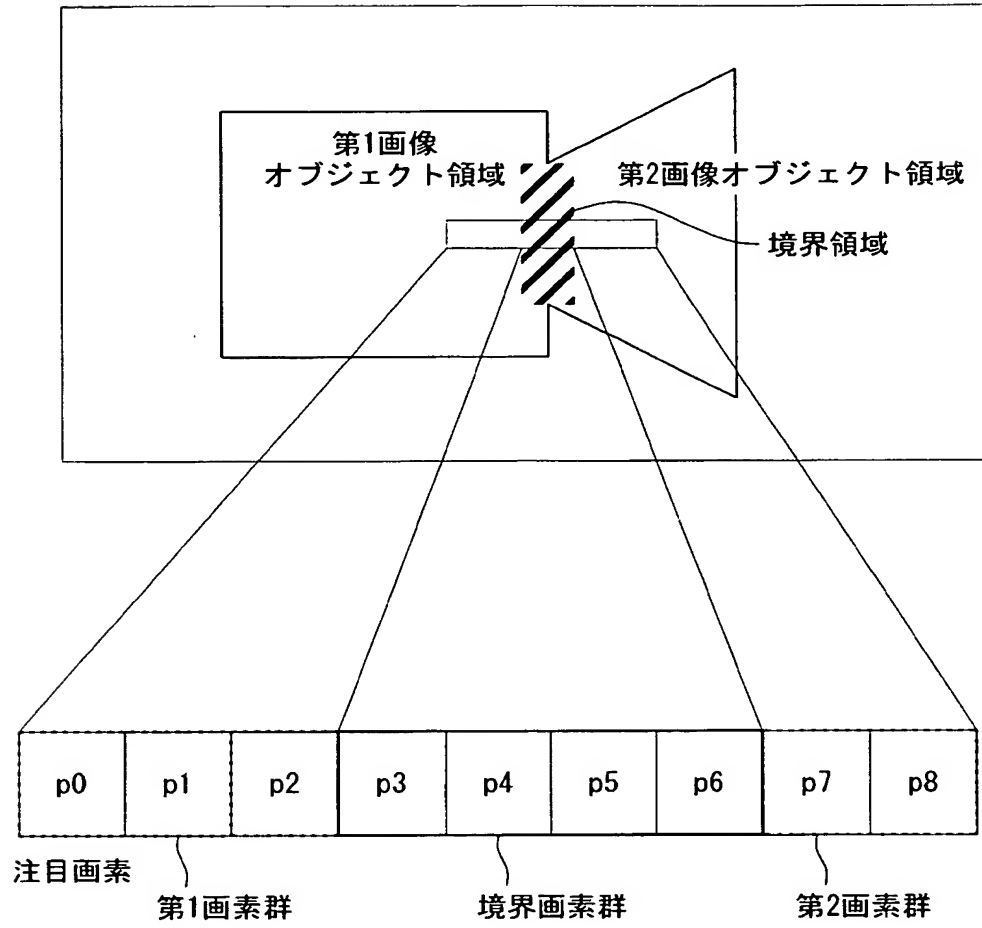 第1画像
オブジェクト領域
第2画像オブジェクト領域
境界領域
p0 p1 p2 p3 p4 p5 p6 p7 p8
注目画素
第1画素群
境界画素群
第2画素群